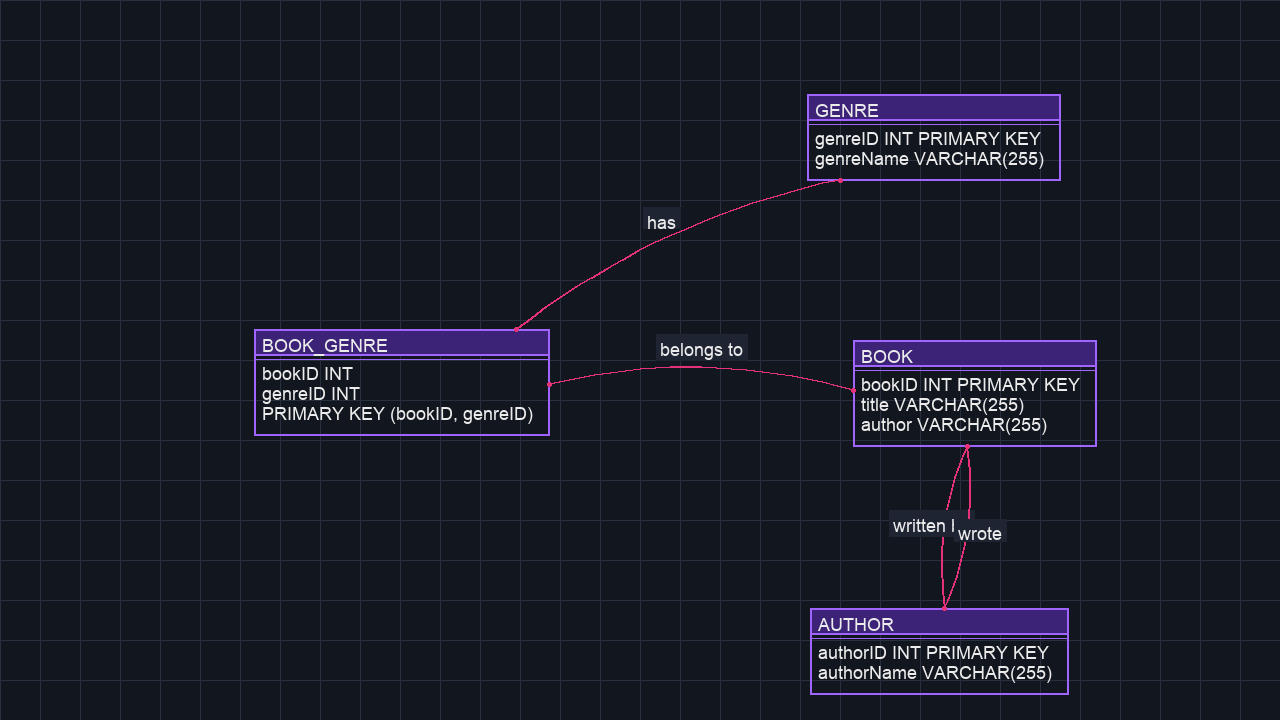 GENRE
genreID INT PRIMARY KEY
genreName VARCHAR(255)
has
BOOK_GENRE
bookID INT
genreID INT
PRIMARY KEY (bookID, genreID)
belongs to
BOOK
bookID INT PRIMARY KEY
title VARCHAR(255)
author VARCHAR(255)
written
wrote
AUTHOR
authorID INT PRIMARY KEY
authorName VARCHAR(255)